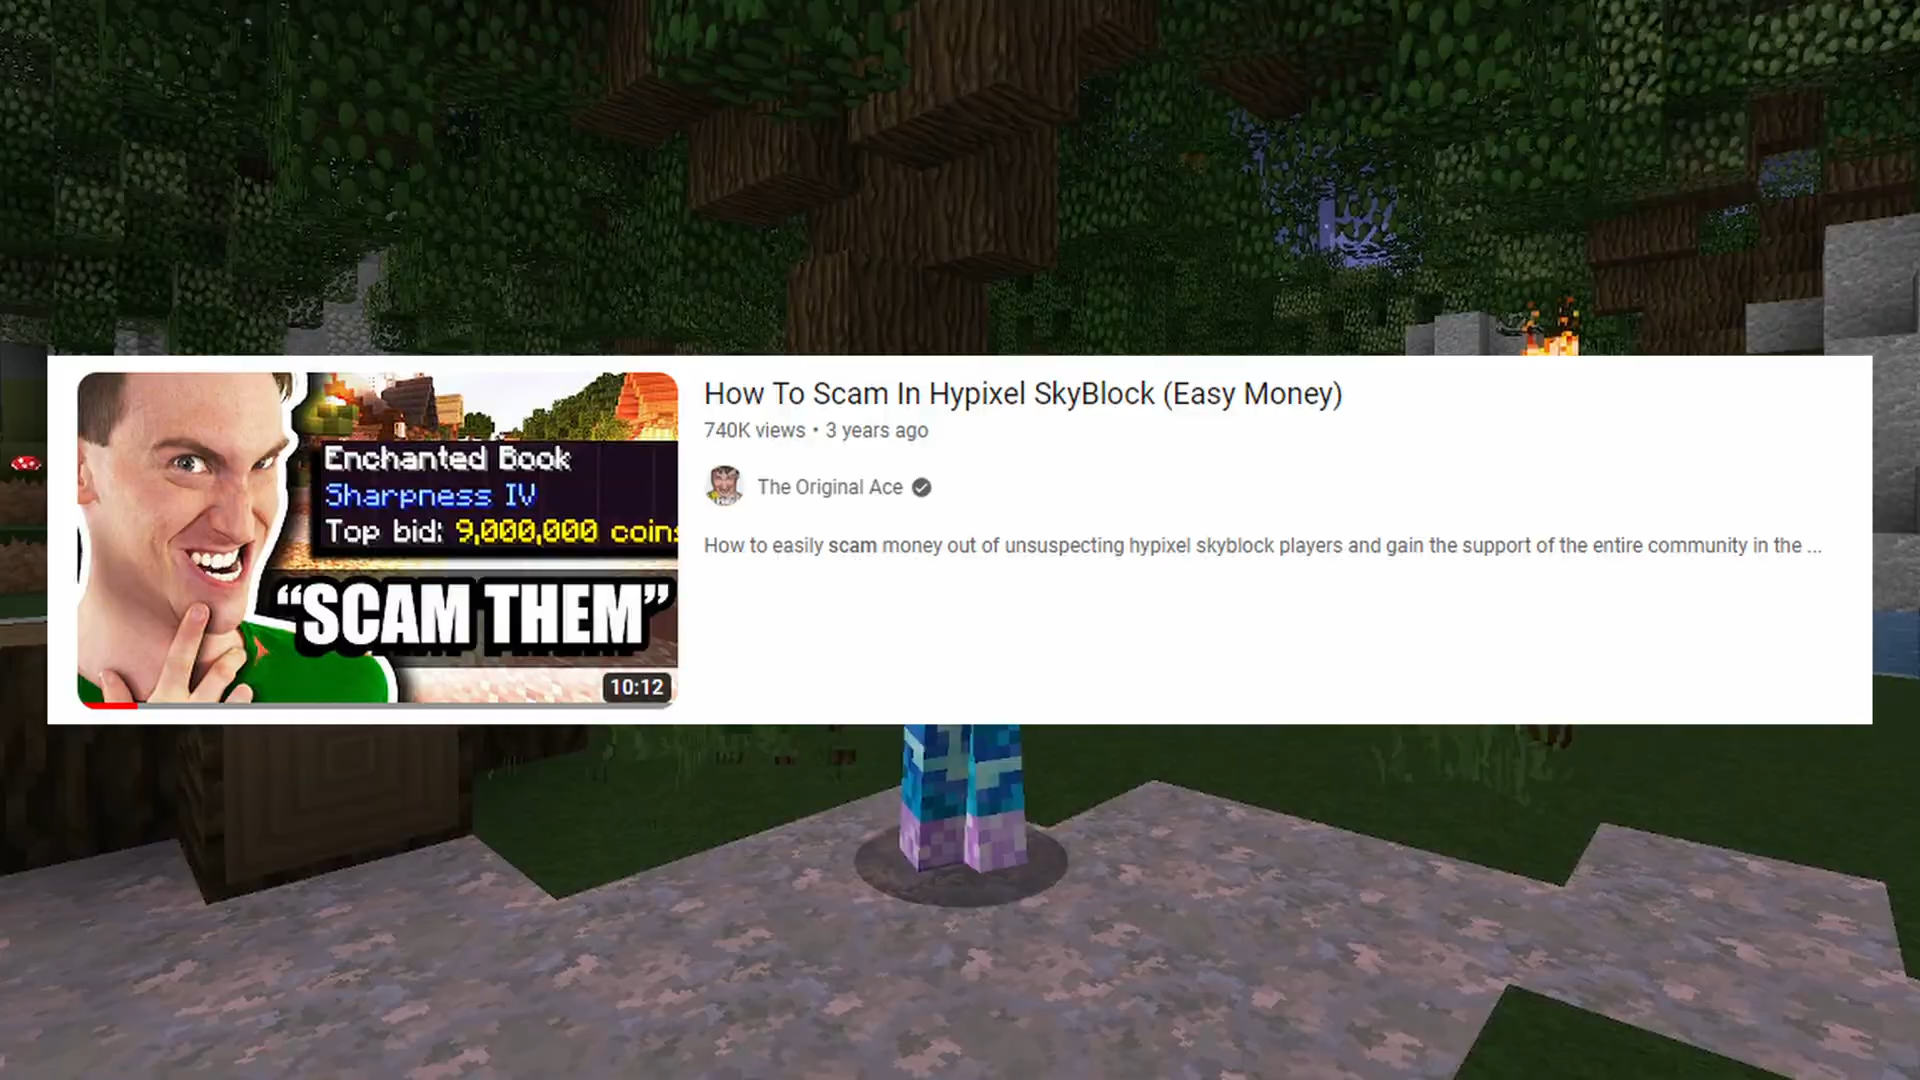 Enchanted Book
Sharpness IV
Top bid: 9,000,000 coins
“SCAM THEM”
10:12
How To Scam In Hypixel SkyBlock (Easy Money)
740K views • 3 years ago
The Original Ace
How to easily scam money out of unsuspecting hypixel skyblock players and gain the support of the entire community in the ...